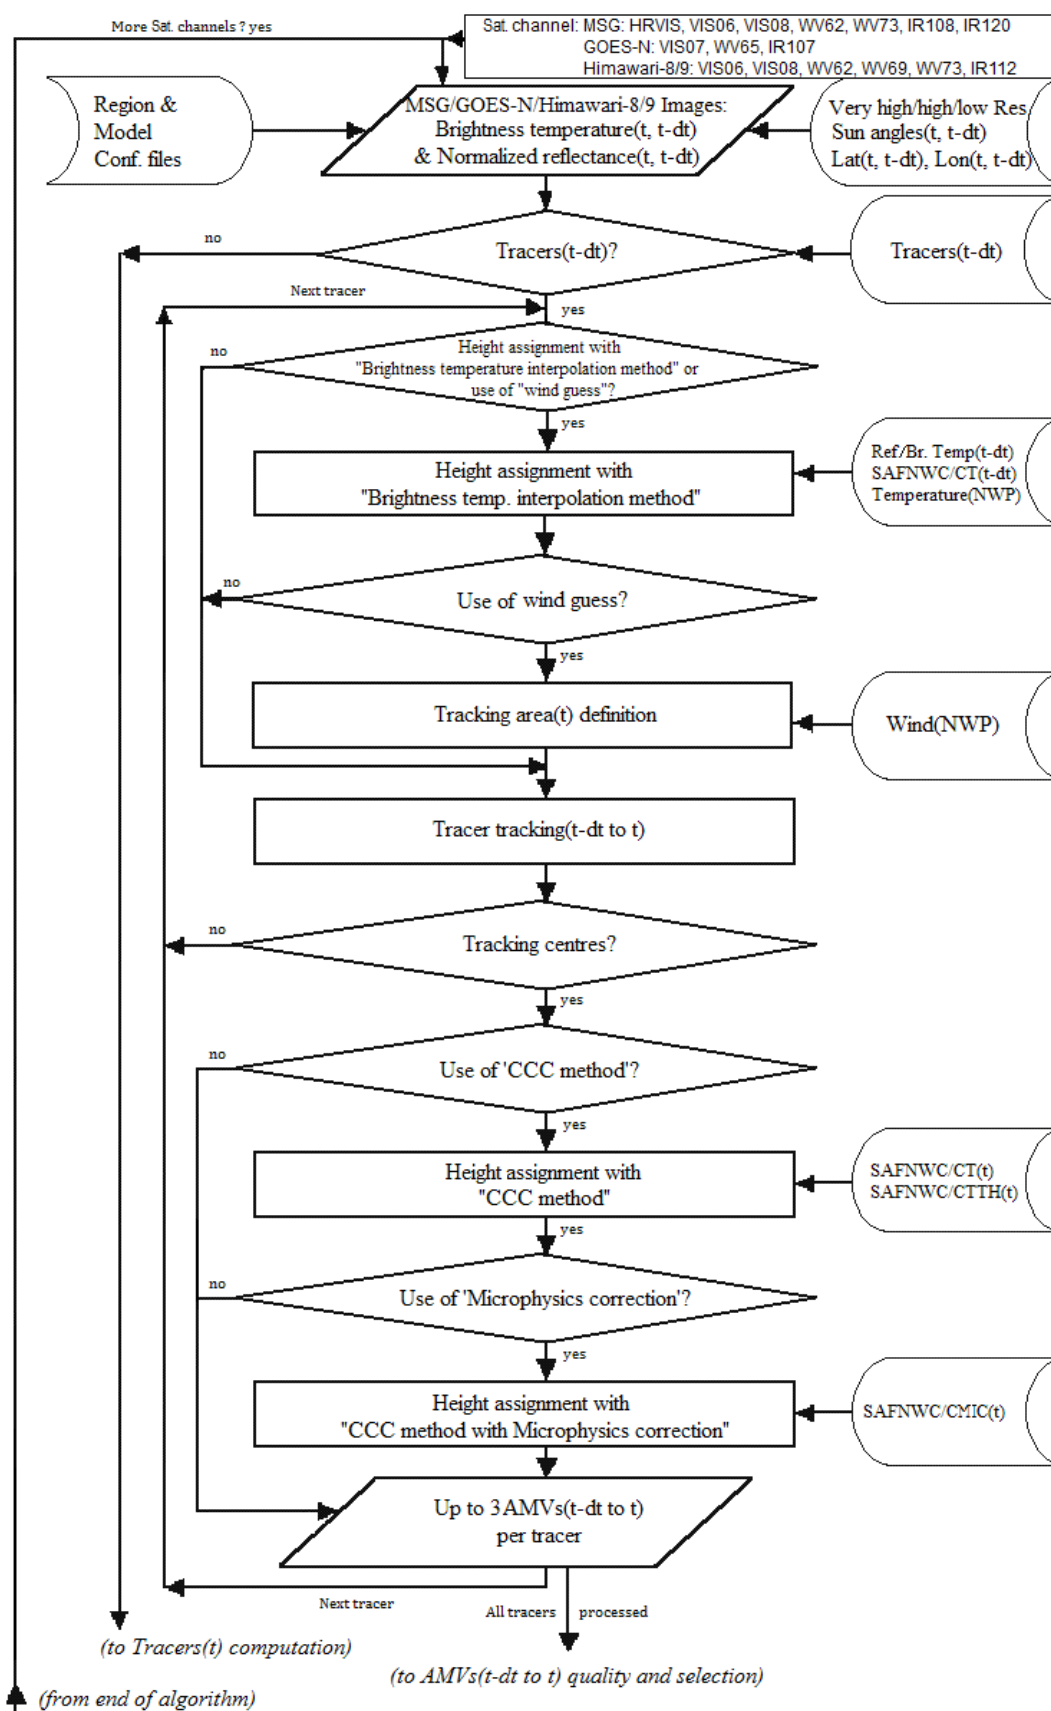 More Sat. channels ? yes
Sat. channel: MSG: HRVIS, VIS06, VIS08, WV62, WV73, IR108, IR120
GOES-N: VIS07, WV65, IR107
Himawari-8/9: VIS06, VIS08, WV62, WV69, WV73, IR112
Region &
Model
Conf. files
MSG/GOES-N/Himawari-8/9 Images:
Brightness temperature(t, t-dt)
& Normalized reflectance(t, t-dt)
Very high/high/low Res
Sun angles(t, t-dt)
Lat(t, t-dt), Lon(t, t-dt)
no
Tracers(t-dt)?
Tracers(t-dt)
Next tracer
yes
no
Height assignment with
"Brightness temperature interpolation method" or
use of "wind guess"?
yes
Height assignment with
"Brightness temp. interpolation method"
Ref./Br. Temp(t-dt)
SAFNWC/CT(t-dt)
Temperature(NWP)
no
Use of wind guess?
yes
Tracking area(t) definition
Wind(NWP)
Tracer tracking(t-dt to t)
no
Tracking centres?
yes
no
Use of 'CCC method'?
yes
Height assignment with
"CCC method"
SAFNWC/CT(t)
SAFNWC/CTTH(t)
yes
no
Use of 'Microphysics correction'?
yes
Height assignment with
"CCC method with Microphysics correction"
SAFNWC/CMIC(t)
Up to 3AMVs(t-dt to t)
per tracer
Next tracer
All tracers processed
(to Tracers(t) computation)
(to AMVs(t-dt to t) quality and selection)
(from end of algorithm)